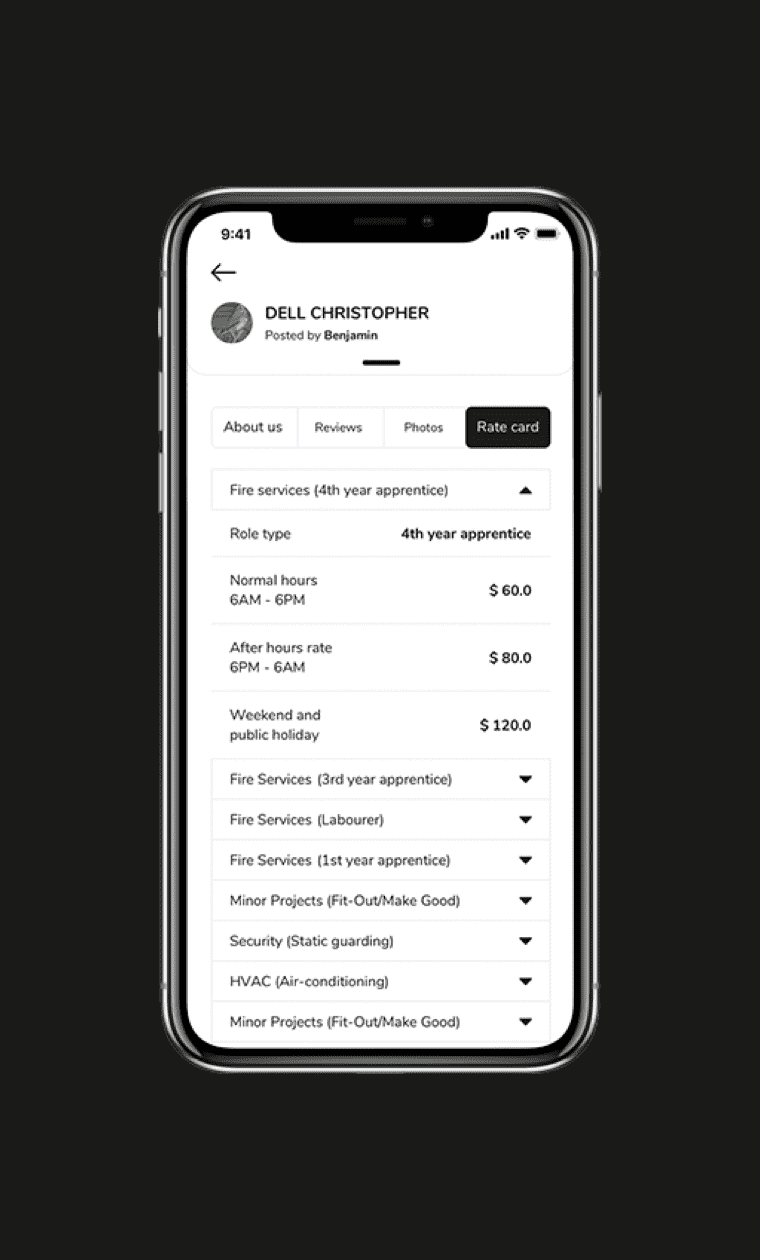 9:41
DELL CHRISTOPHER
Posted by Benjamin
About us Reviews Photos Rate card
Fire services (4th year apprentice)
Role type 4th year apprentice
Normal hours
6AM - 6PM
$ 60.0
After hours rate
6PM - 6AM
$ 80.0
Weekend and
public holiday
$ 120.0
Fire Services (3rd year apprentice)
Fire Services (Labourer)
Fire Services (1st year apprentice)
Minor Projects (Fit-Out/Make Good)
Security (Static guarding)
HVAC (Air-conditioning)
Minor Projects (Fit-Out/Make Good)